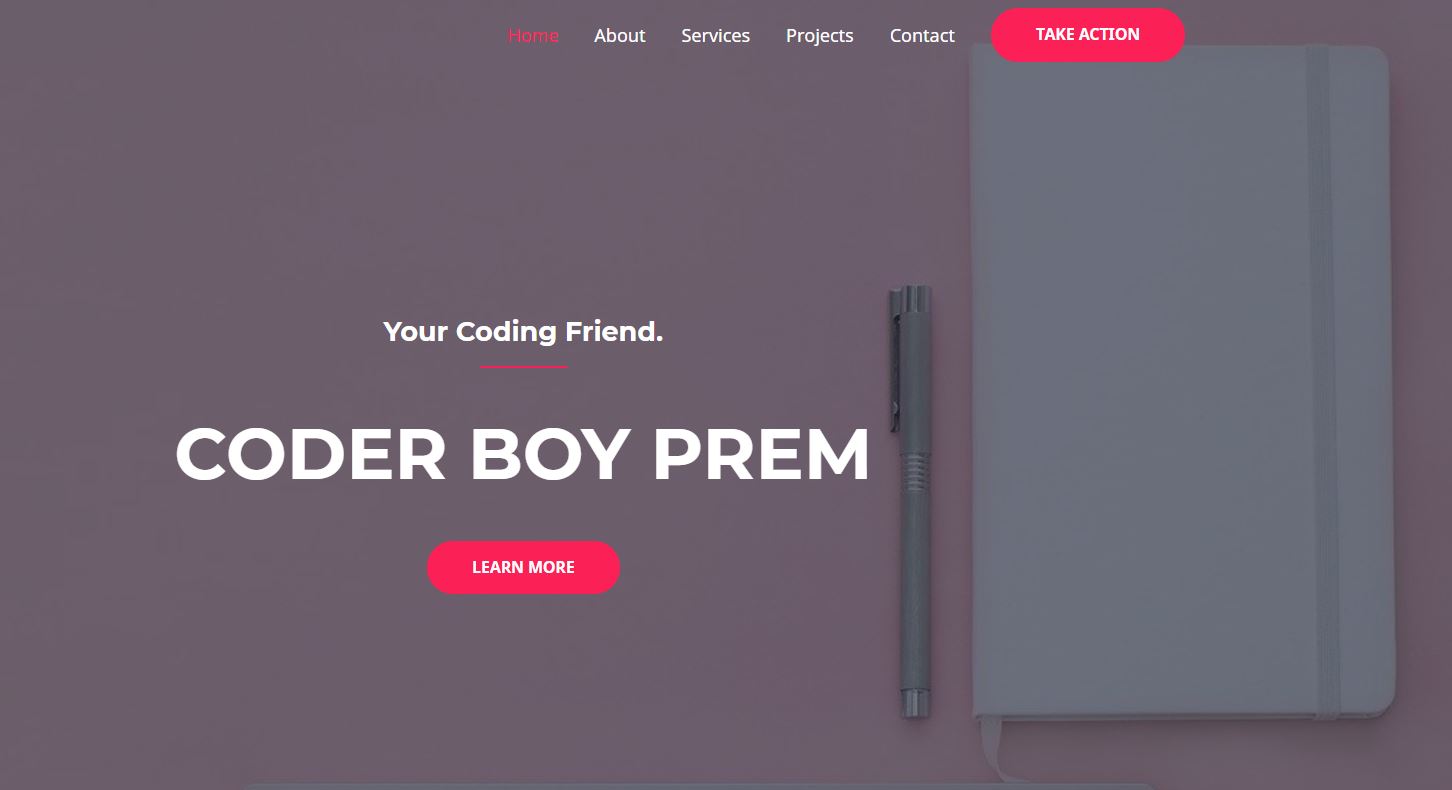 Home About Services Projects Contact TAKE ACTION
Your Coding Friend.
CODER BOY PREM
LEARN MORE